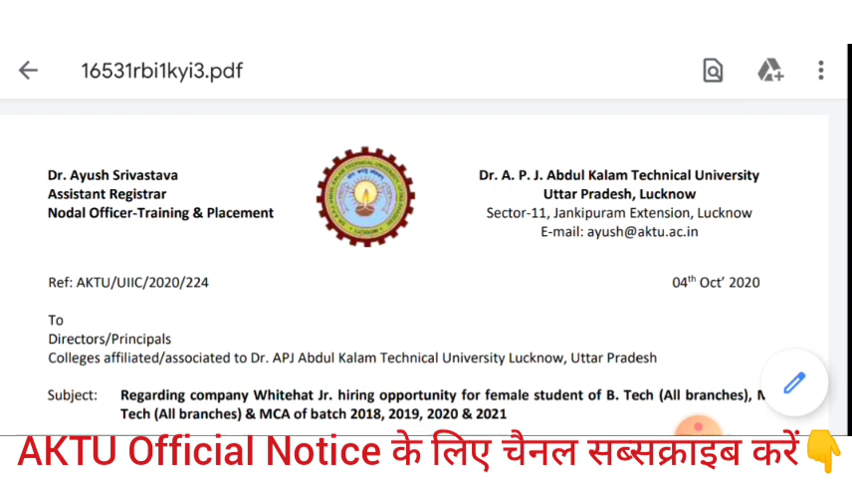 16531rbi1kyi3.pdf
Dr. Ayush Srivastava
Assistant Registrar
Nodal Officer-Training & Placement
Dr. A. P. J. Abdul Kalam Technical University
Uttar Pradesh, Lucknow
Sector-11, Jankipuram Extension, Lucknow
E-mail: ayush@aktu.ac.in
Ref: AKTU/UIIC/2020/224
04th Oct' 2020
To
Directors/Principals
Colleges affiliated/associated to Dr. APJ Abdul Kalam Technical University Lucknow, Uttar Pradesh
Subject: Regarding company Whitehat Jr. hiring opportunity for female student of B. Tech (All branches),
Tech (All branches) & MCA of batch 2018, 2019, 2020 & 2021
AKTU Official Notice के लिए चैनल सब्सक्राइब करें👇